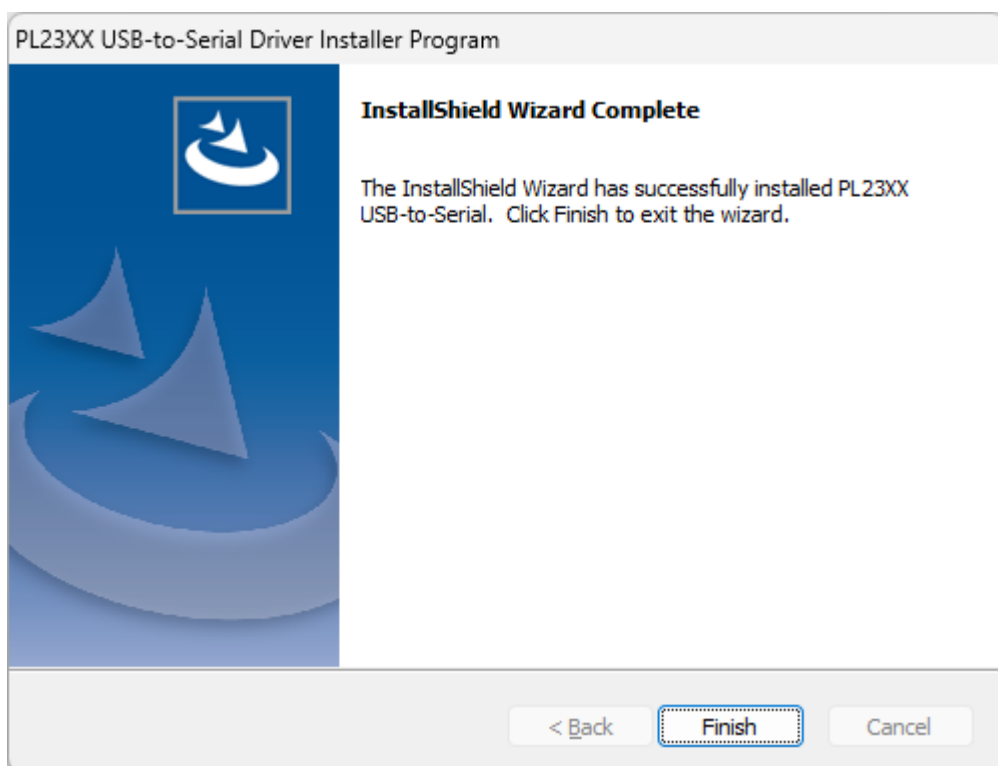 PL23XX USB-to-Serial Driver Installer Program
InstallShield Wizard Complete
The InstallShield Wizard has successfully installed PL23XX
USB-to-Serial.  Click Finish to exit the wizard.
< Back
Finish
Cancel